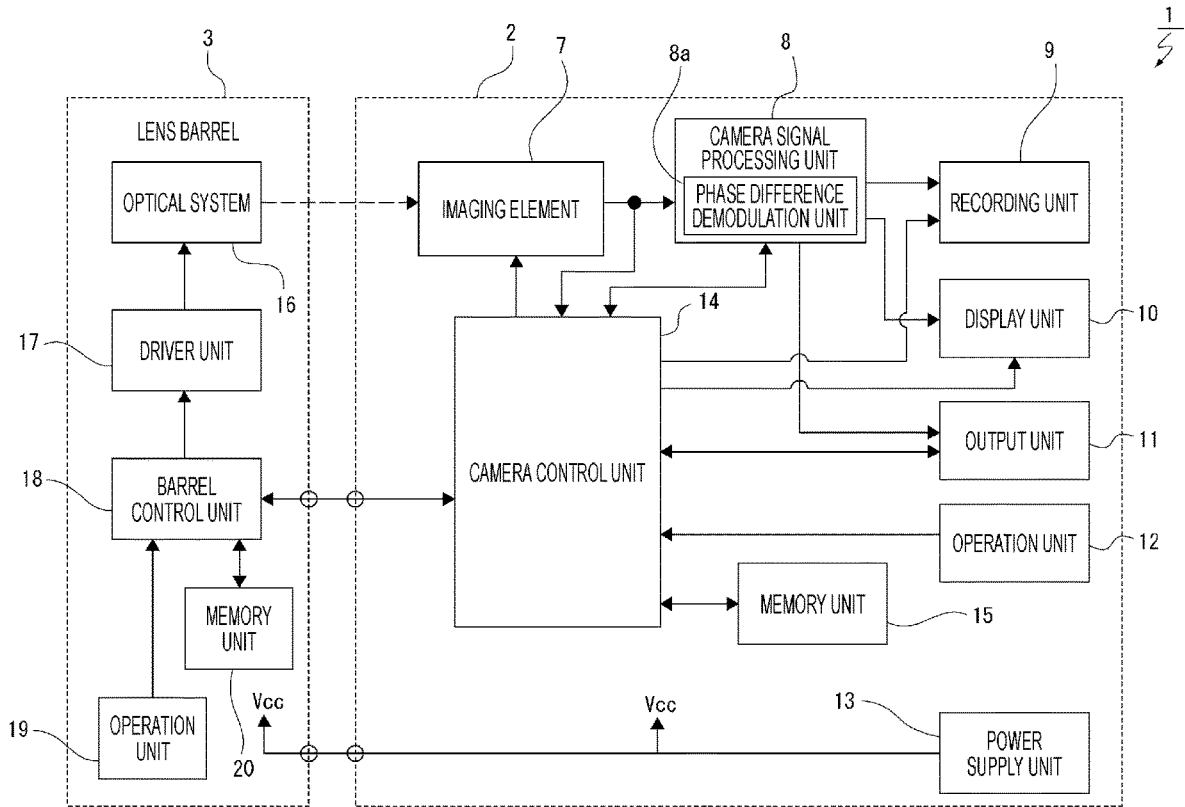 1
3
2
7
8
8a
9
LENS BARREL
OPTICAL SYSTEM
IMAGING ELEMENT
CAMERA SIGNAL
PROCESSING UNIT
PHASE DIFFERENCE
DEMODULATION UNIT
RECORDING UNIT
16
14
17
DRIVER UNIT
DISPLAY UNIT
10
18
BARREL
CONTROL UNIT
CAMERA CONTROL UNIT
OUTPUT UNIT
11
OPERATION UNIT
12
MEMORY
UNIT
MEMORY UNIT
15
19
OPERATION
UNIT
20
Vcc
Vcc
13
POWER
SUPPLY UNIT